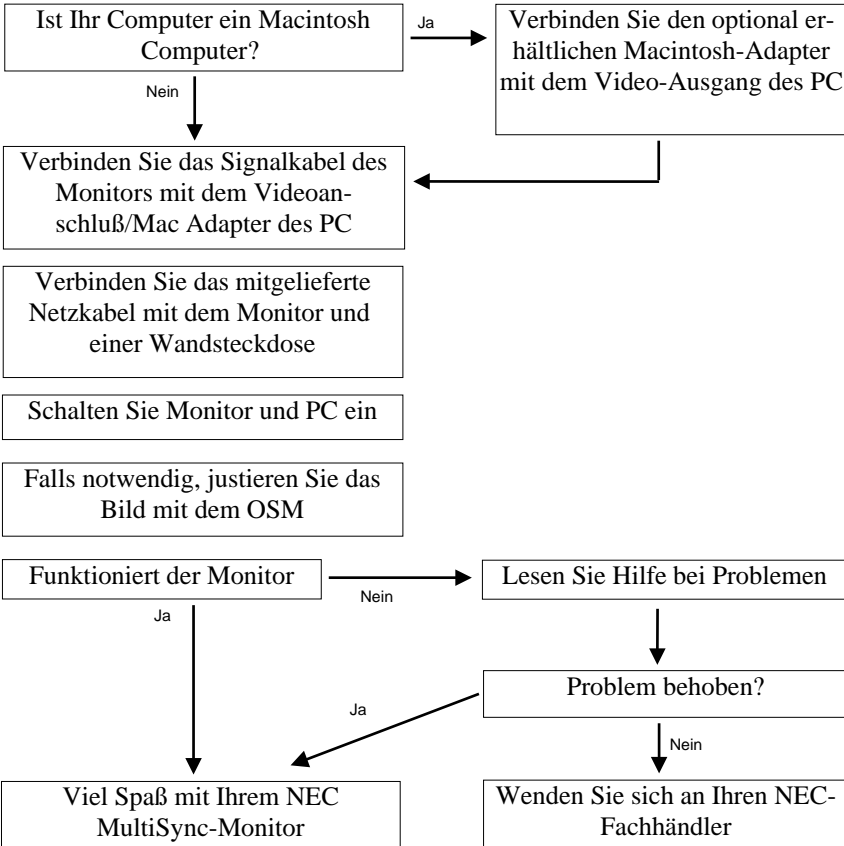 Ist Ihr Computer ein Macintosh
Computer?
Ja
Verbinden Sie den optional er-
hältlichen Macintosh-Adapter
mit dem Video-Ausgang des PC
Nein
Verbinden Sie das Signalkabel des
Monitors mit dem Videoan-
schluß/Mac Adapter des PC
Verbinden Sie das mitgelieferte
Netzkabel mit dem Monitor und
einer Wandsteckdose
Schalten Sie Monitor und PC ein
Falls notwendig, justieren Sie das
Bild mit dem OSM
Funktioniert der Monitor
Nein
Lesen Sie Hilfe bei Problemen
Ja
Problem behoben?
Ja
Nein
Viel Spaß mit Ihrem NEC
MultiSync-Monitor
Wenden Sie sich an Ihren NEC-
Fachhändler